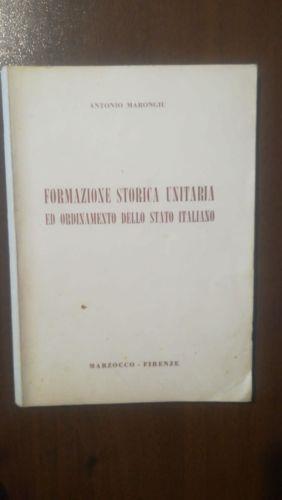 ANTONIO MARONGIU
FORMAZIONE STORICA UNITARIA
ED ORDINAMENTO DELLO STATO ITALIANO
MARZOCCO - FIRENZE